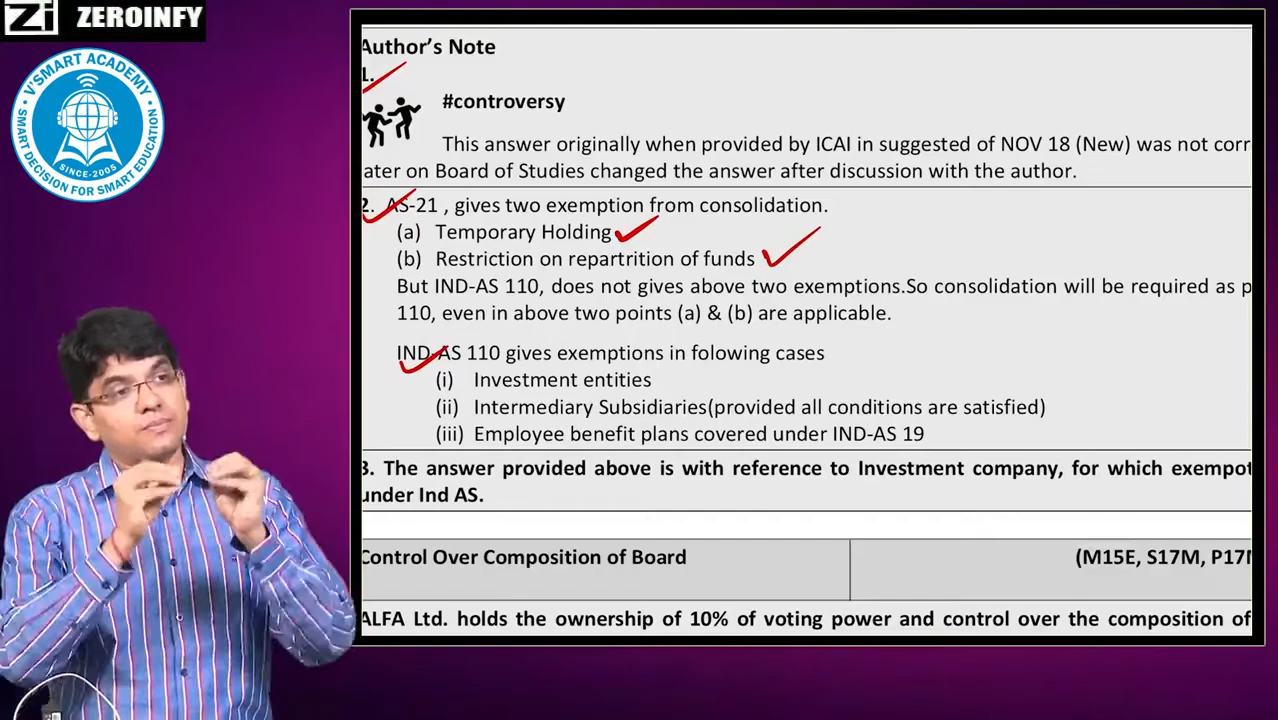 Zi ZEROINFY
V'SMART ACADEMY
SINCE-2005
SMART DECISION FOR SMART EDUCATION
Author's Note
1.
#controversy
This answer originally when provided by ICAI in suggested of NOV 18 (New) was not corr
ater on Board of Studies changed the answer after discussion with the author.
2. AS-21 , gives two exemption from consolidation.
(a) Temporary Holding
(b) Restriction on repartrition of funds
But IND-AS 110, does not gives above two exemptions.So consolidation will be required as p
110, even in above two points (a) & (b) are applicable.
IND-AS 110 gives exemptions in folowing cases
(i) Investment entities
(ii) Intermediary Subsidiaries(provided all conditions are satisfied)
(iii) Employee benefit plans covered under IND-AS 19
3. The answer provided above is with reference to Investment company, for which exempot
under Ind AS.
Control Over Composition of Board (M15E, S17M, P17M
ALFA Ltd. holds the ownership of 10% of voting power and control over the composition of